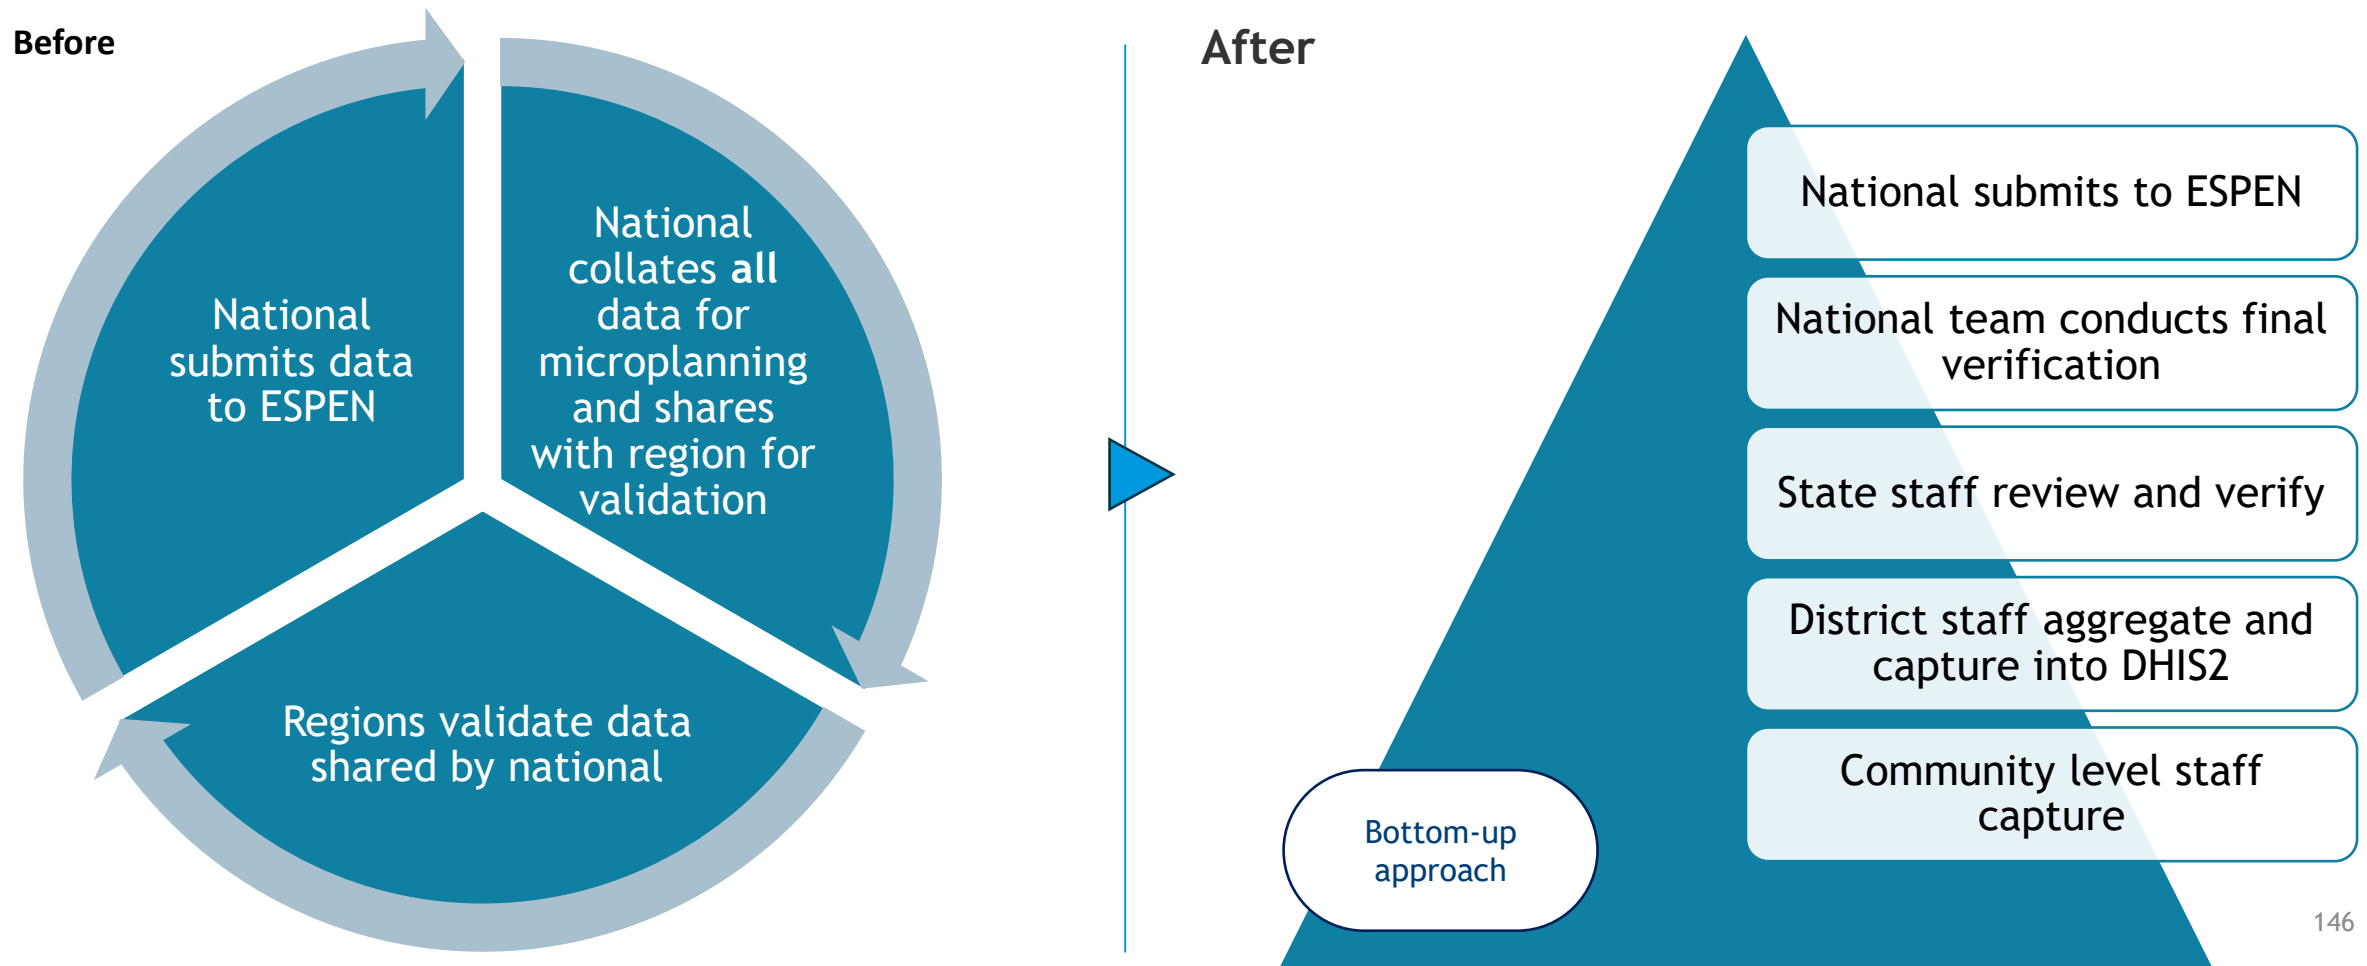 Before
National
submits data
to ESPEN
National
collates all
data for
microplanning
and shares
with region for
validation
Regions validate data
shared by national
After
National submits to ESPEN
National team conducts final
verification
State staff review and verify
District staff aggregate and
capture into DHIS2
Community level staff
capture
Bottom-up
approach
146